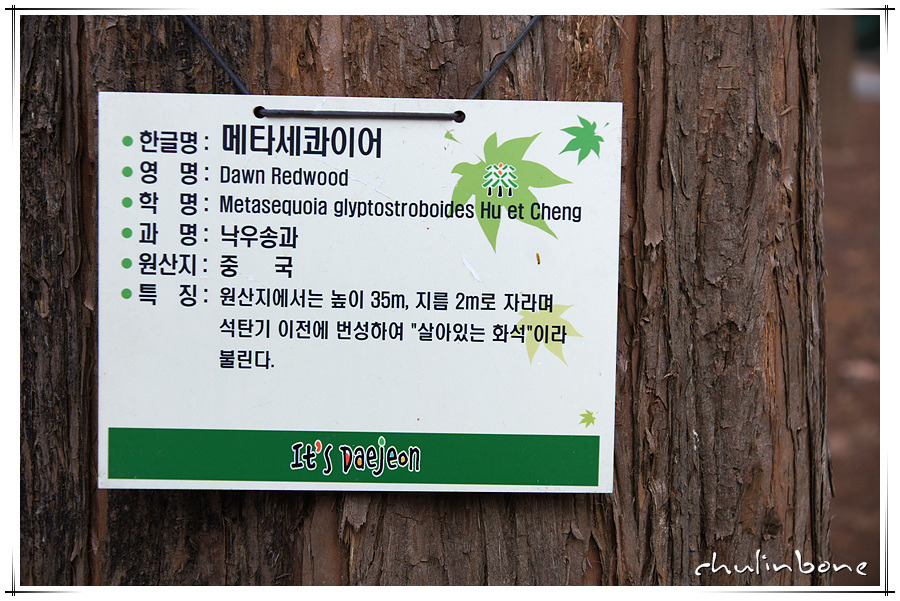 한글명 : 메타세콰이어
영 명 : Dawn Redwood
학 명 : Metasequoia glyptostroboides Hu et Cheng
과 명 : 낙우송과
원산지 : 중 국
특 징 : 원산지에서는 높이 35m, 지름 2m로 자라며
석탄기 이전에 번성하여 "살아있는 화석"이라
불린다.
It's Daejeon
chulinbone